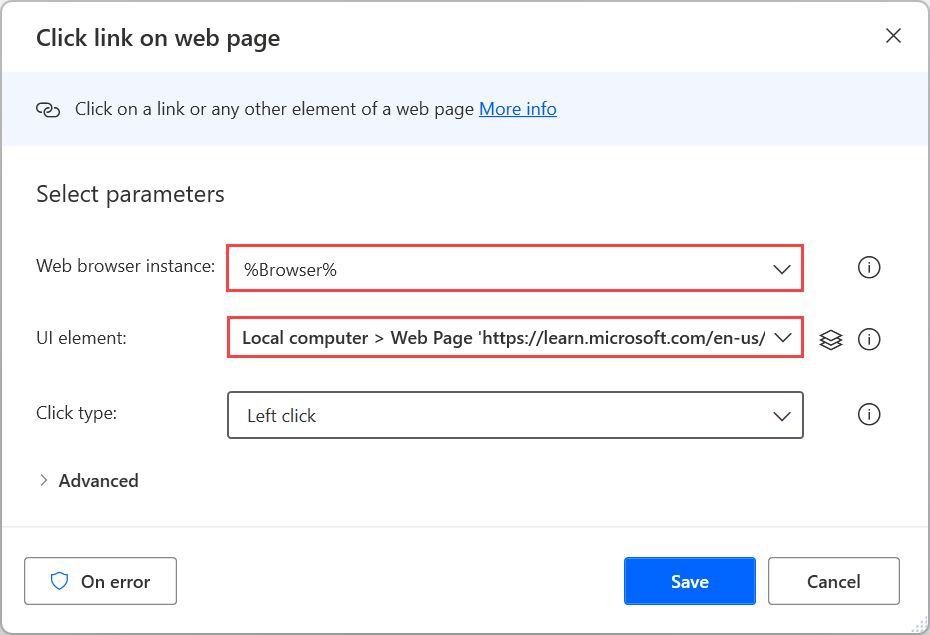 Click link on web page
Click on a link or any other element of a web page More info
Select parameters
Web browser instance: %Browser%
UI element: Local computer > Web Page 'https://learn.microsoft.com/en-us/
Click type: Left click
Advanced
On error Save Cancel